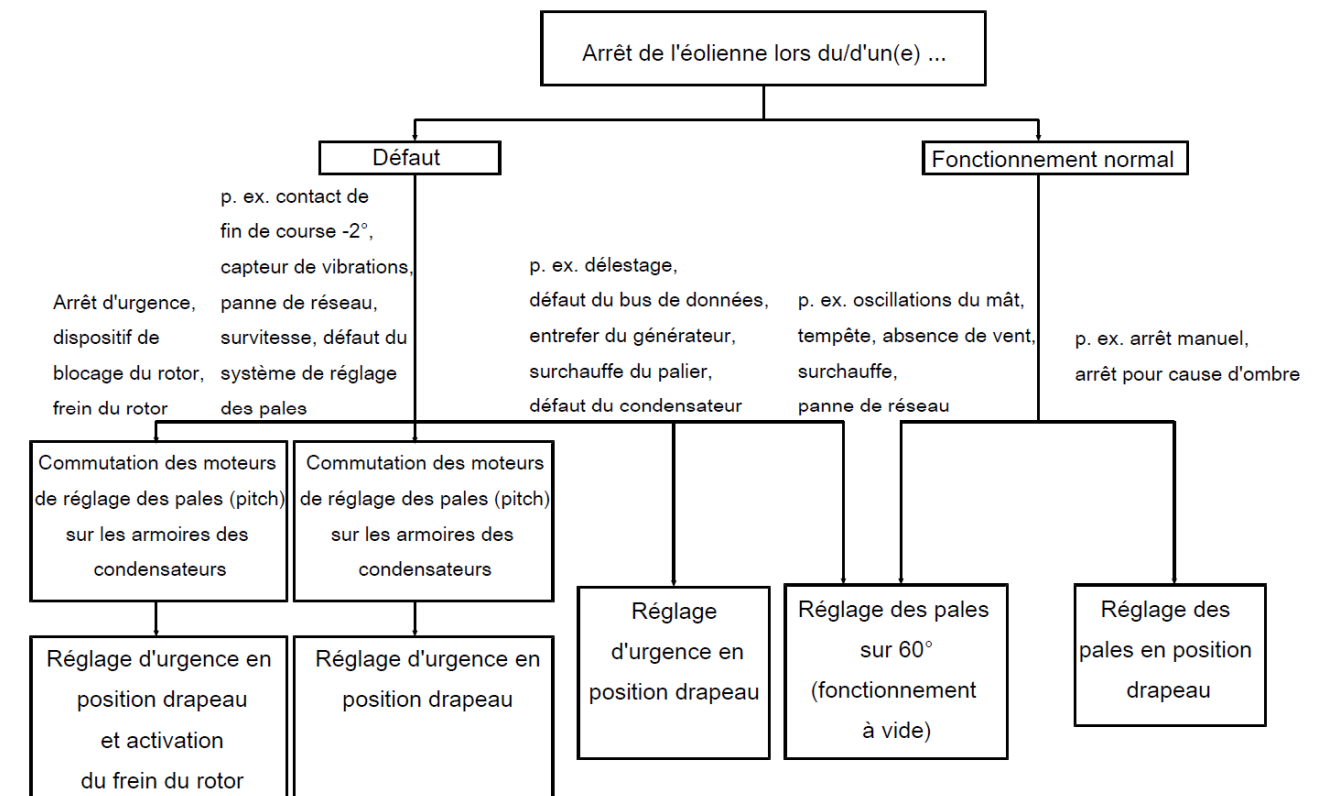 Arrêt de l'éolienne lors du/d'un(e) ...
Défaut
Fonctionnement normal
Arrêt d'urgence,
dispositif de
blocage du rotor,
frein du rotor
p. ex. contact de
fin de course -2°,
capteur de vibrations,
panne de réseau,
survitesse, défaut du
système de réglage
des pales
p. ex. délestage,
défaut du bus de données,
entrefer du générateur,
surchauffe du palier,
défaut du condensateur
p. ex. oscillations du mât,
tempête, absence de vent,
surchauffe,
panne de réseau
p. ex. arrêt manuel,
arrêt pour cause d'ombre
Commutation des moteurs
de réglage des pales (pitch)
sur les armoires des
condensateurs
Commutation des moteurs
de réglage des pales (pitch)
sur les armoires des
condensateurs
Réglage d'urgence en
position drapeau
et activation
du frein du rotor
Réglage d'urgence en
position drapeau
Réglage
d'urgence en
position drapeau
Réglage des pales
sur 60°
(fonctionnement
à vide)
Réglage des
pales en position
drapeau